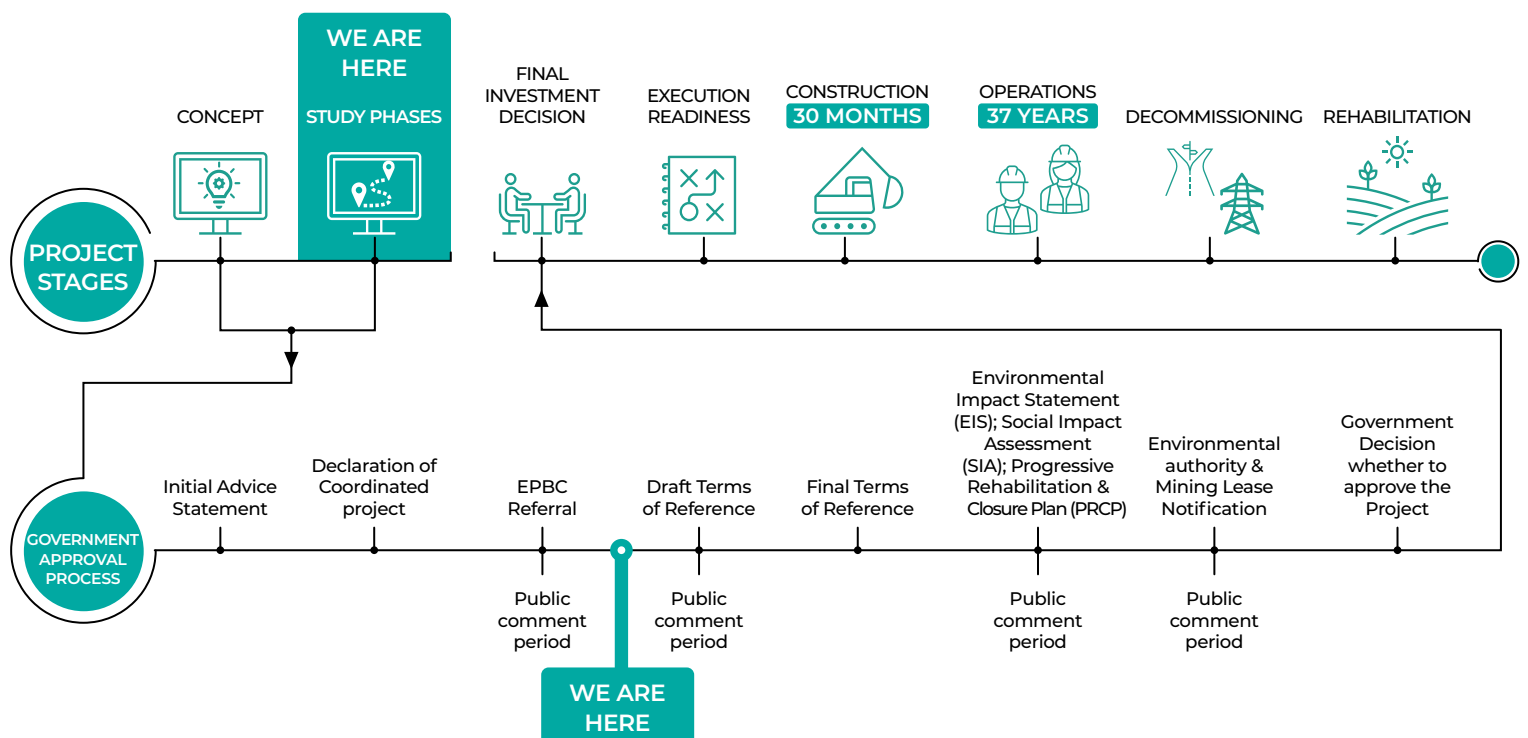 WE ARE
HERE
CONCEPT
STUDY PHASES
FINAL
INVESTMENT
DECISION
EXECUTION
READINESS
CONSTRUCTION
30 MONTHS
OPERATIONS
37 YEARS
DECOMMISSIONING
REHABILITATION
PROJECT
STAGES
GOVERNMENT
APPROVAL
PROCESS
Initial Advice
Statement
Declaration of
Coordinated
project
EPBC
Referral
Draft Terms
of Reference
Final Terms
of Reference
Environmental
Impact Statement
(EIS); Social Impact
Assessment
(SIA); Progressive
Rehabilitation &
Closure Plan (PRCP)
Environmental
authority &
Mining Lease
Notification
Government
Decision
whether to
approve the
Project
Public
comment
period
Public
comment
period
Public
comment
period
Public
comment
period
WE ARE
HERE